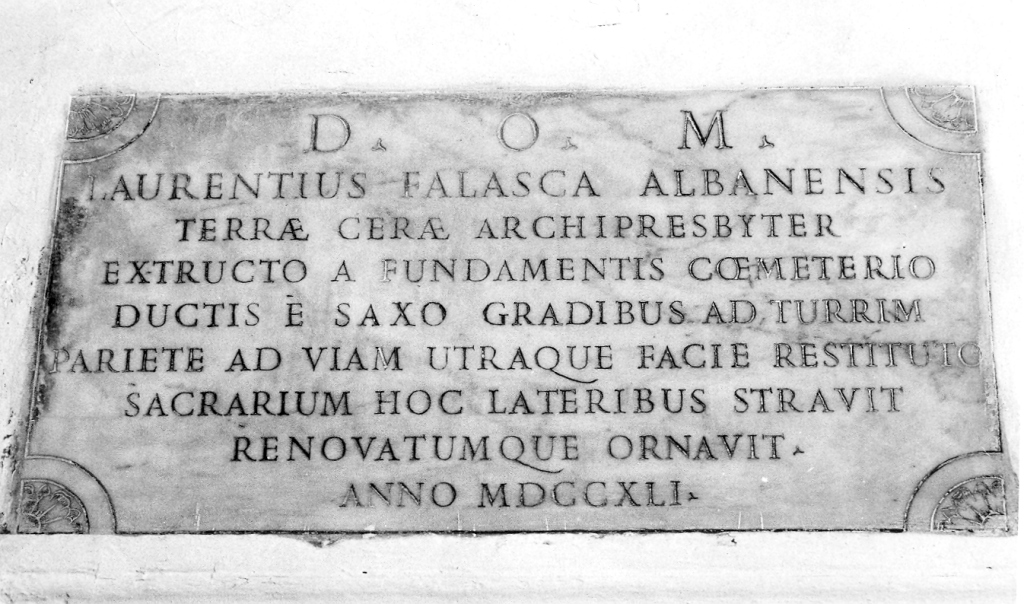 D. O. M.
LAURENTIUS FALASCA ALBANENSIS
TERRÆ CERÆ ARCHIPRESBYTER
EXTRUCTO A FUNDAMENTIS CŒMETERIO
DUCTIS È SAXO GRADIBUS AD TURRIM
PARIETE AD VIAM UTRAQUE FACIE RESTITUTO
SACRARIUM HOC LATERIBUS STRAVIT
RENOVATUMQUE ORNAVIT.
ANNO MDCCXLI.